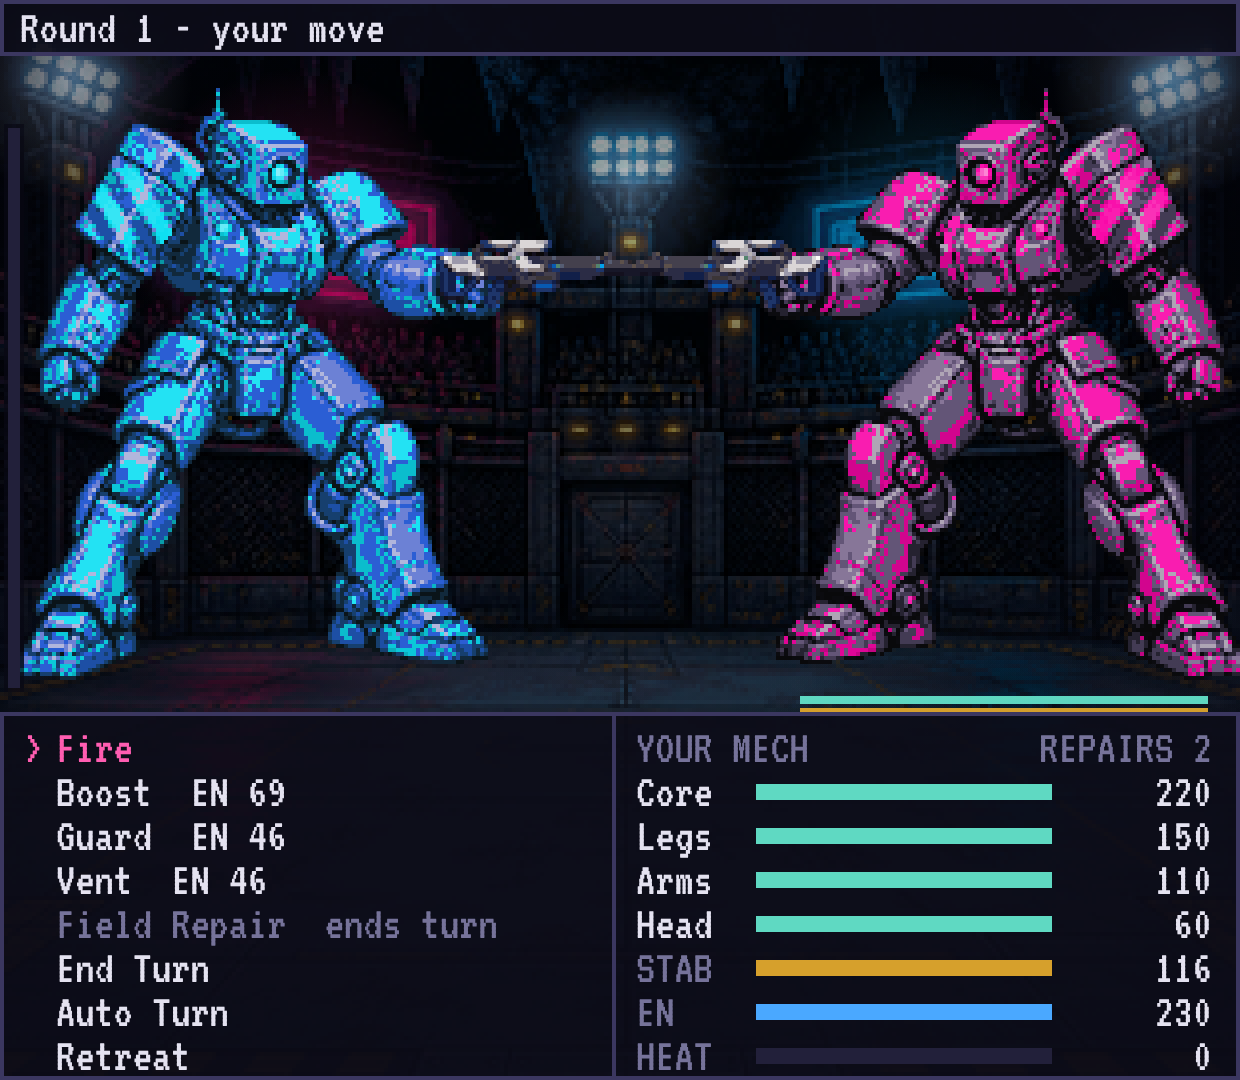 Round 1 - your move
> Fire
Boost EN 69
Guard EN 46
Vent EN 46
Field Repair ends turn
End Turn
Auto Turn
Retreat
YOUR MECH REPAIRS 2
Core 220
Legs 150
Arms 110
Head 60
STAB 116
EN 230
HEAT 0